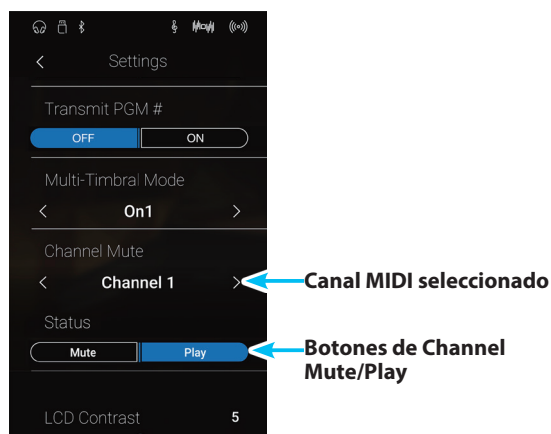 Settings
Transmit PGM #
OFF ON
Multi-Timbral Mode
< On1 >
Channel Mute
< Channel 1 >
Canal MIDI seleccionado
Status
Mute Play
Botones de Channel
Mute/Play
LCD Contrast 5